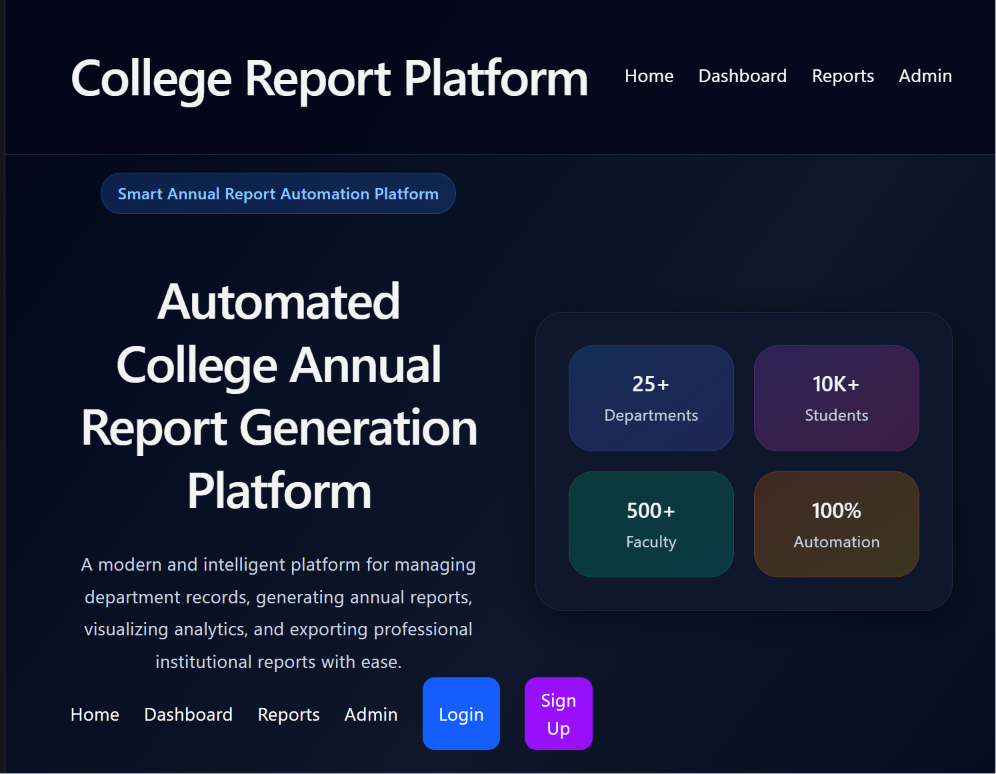 College Report Platform
Home Dashboard Reports Admin
Smart Annual Report Automation Platform
Automated
College Annual
Report Generation
Platform
A modern and intelligent platform for managing
department records, generating annual reports,
visualizing analytics, and exporting professional
institutional reports with ease.
25+
Departments
10K+
Students
500+
Faculty
100%
Automation
Home Dashboard Reports Admin Login
Sign
Up